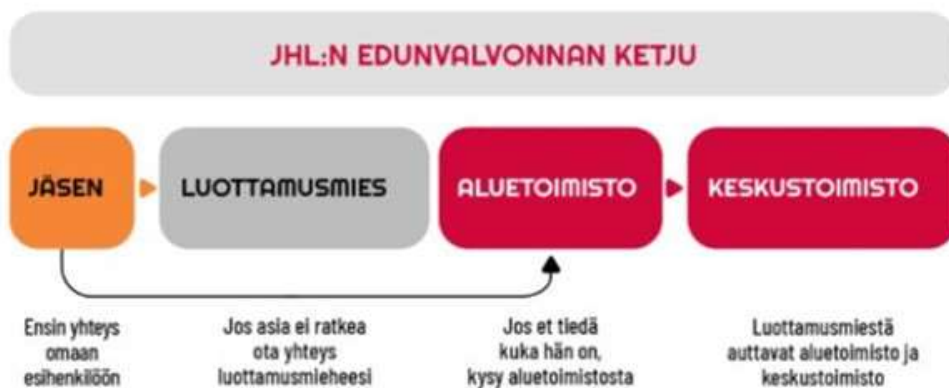 JHL:N EDUNVALVONNAN KETJU
JÄSEN
LUOTTAMUSMIES
ALUETOIMISTO
KESKUSTOIMISTO
Ensin yhteys
omaan
esihenkilöön
Jos asia ei ratkea
ota yhteys
luottamusmieheesi
Jos et tiedä
kuka hän on,
kysy aluetoimistosta
Luottamusmiestä
auttavat aluetoimisto ja
keskustoimisto